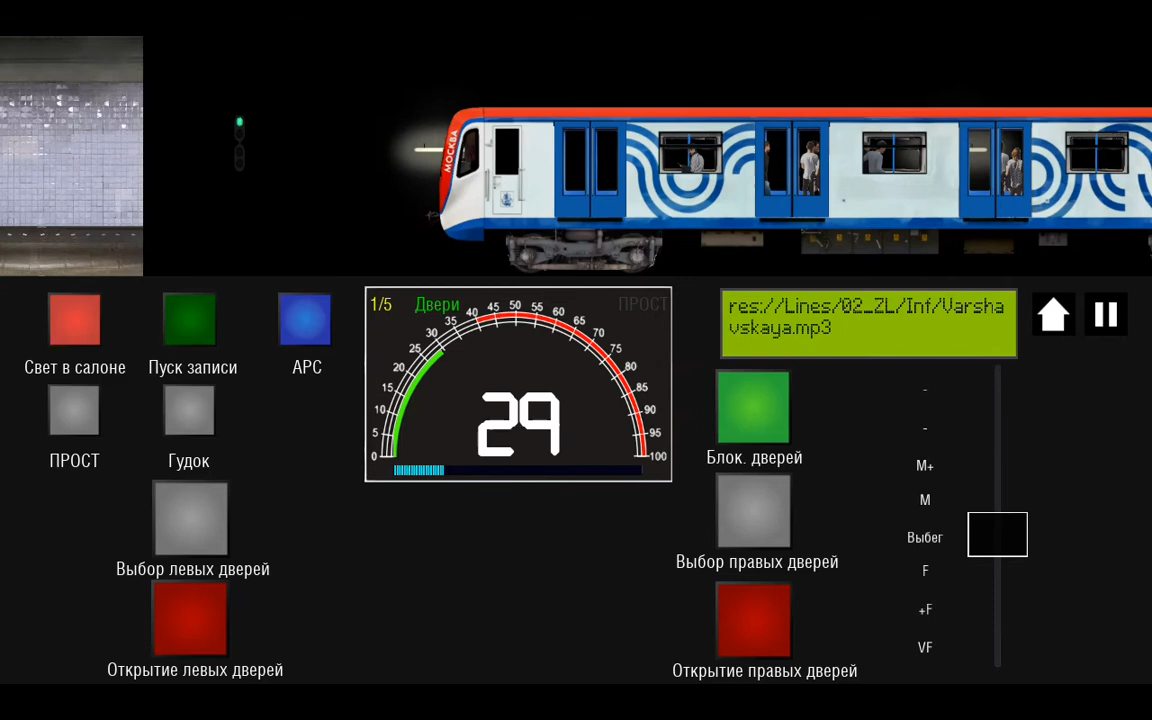 МОСКВА
1/5 Двери ПРОСТ
0 5 10 15 20 25 30 35 40 45 50 55 60 65 70 75 80 85 90 95 100
29
res://Lines/02_ZL/Inf/Varsha
vskaya.mp3
Свет в салоне
Пуск записи
АРС
ПРОСТ
Гудок
Выбор левых дверей
Открытие левых дверей
Блок. дверей
Выбор правых дверей
Открытие правых дверей
-
-
М+
М
Выбег
F
+F
VF